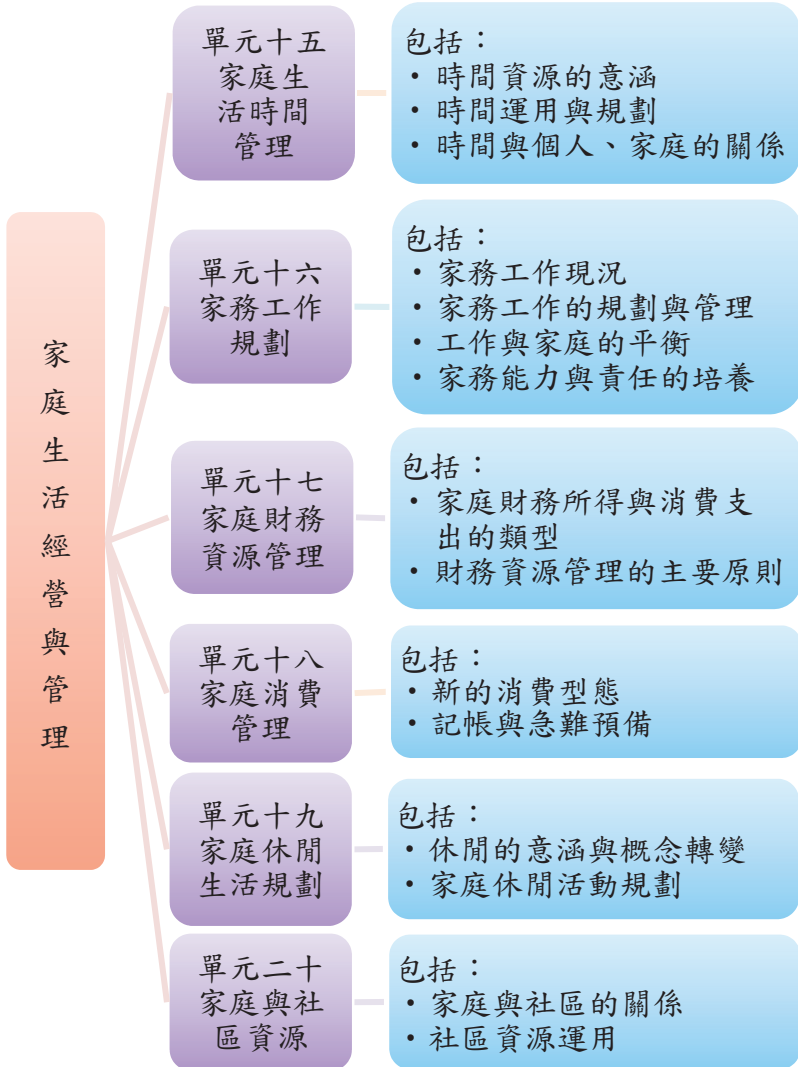 家庭生活經營與管理
單元十五
家庭生
活時間
管理
包括：
• 時間資源的意涵
• 時間運用與規劃
• 時間與個人、家庭的關係
單元十六
家務工作
規劃
包括：
• 家務工作現況
• 家務工作的規劃與管理
• 工作與家庭的平衡
• 家務能力與責任的培養
單元十七
家庭財務
資源管理
包括：
• 家庭財務所得與消費支
出的類型
• 財務資源管理的主要原則
單元十八
家庭消費
管理
包括：
• 新的消費型態
• 記帳與急難預備
單元十九
家庭休閒
生活規劃
包括：
• 休閒的意涵與概念轉變
• 家庭休閒活動規劃
單元二十
家庭與社
區資源
包括：
• 家庭與社區的關係
• 社區資源運用